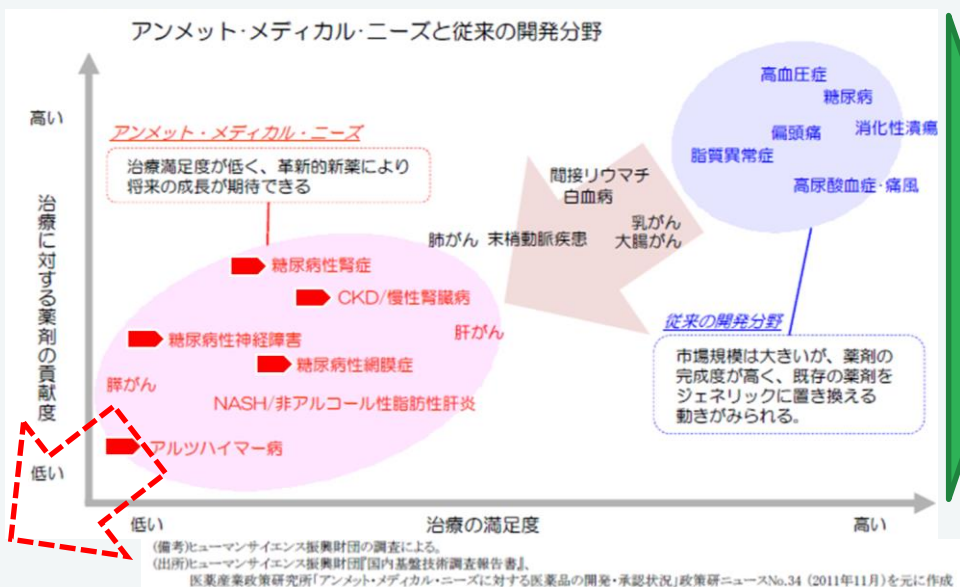 アンメット・メディカル・ニーズと従来の開発分野
高い
治療に対する薬剤の貢献度
低い
アンメット・メディカル・ニーズ
治療満足度が低く、革新的新薬により
将来の成長が期待できる
高血圧症
糖尿病
偏頭痛
消化性潰瘍
脂質異常症
高尿酸血症・痛風
間接リウマチ
白血病
乳がん
大腸がん
肺がん
末梢動脈疾患
糖尿病性腎症
CKD/慢性腎臓病
肝がん
糖尿病性神経障害
糖尿病性網膜症
膵がん
NASH/非アルコール性脂肪性肝炎
アルツハイマー病
従来の開発分野
市場規模は大きいが、薬剤の
完成度が高く、既存の薬剤を
ジェネリックに置き換える
動きがみられる。
低い
治療の満足度
高い
(備考)ヒューマンサイエンス振興財団の調査による。
(出所)ヒューマンサイエンス振興財団『国内基盤技術調査報告書』、
医薬産業政策研究所「アンメット・メディカル・ニーズに対する医薬品の開発・承認状況」政策研ニュースNo.34 (2011年11月)を元に作成